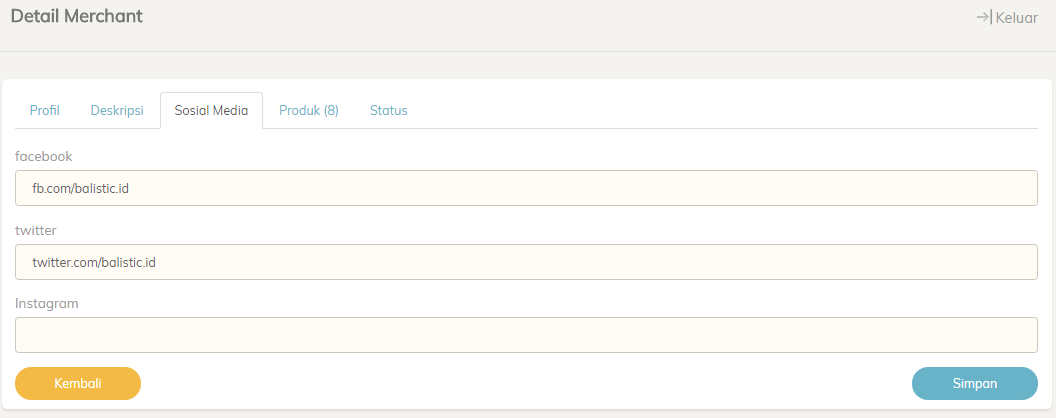 Detail Merchant
Keluar
Profil Deskripsi Sosial Media Produk (8) Status
facebook
fb.com/balistic.id
twitter
twitter.com/balistic.id
Instagram
Kembali Simpan